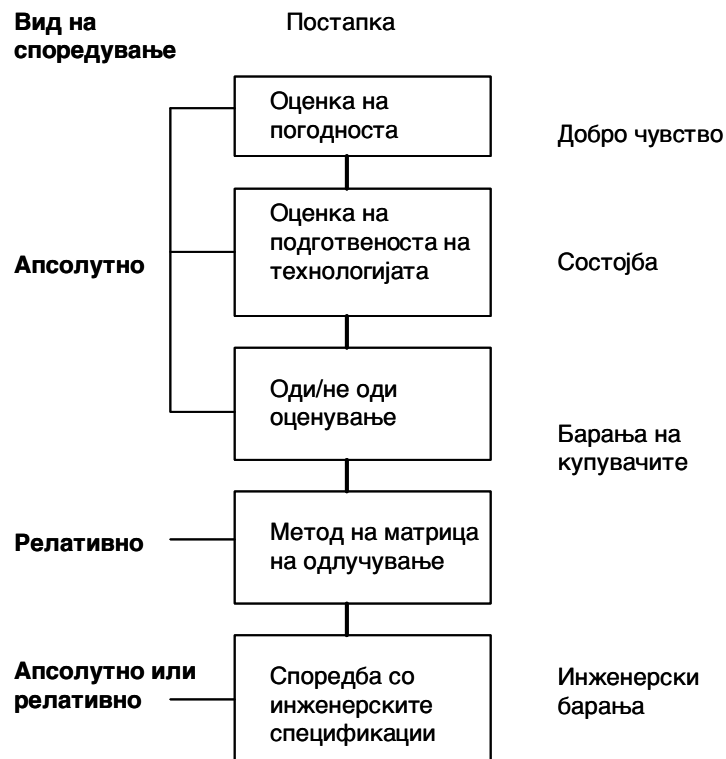 Вид на
споредување
Постапка
Оценка на
погодноста
Добро чувство
Апсолутно
Оценка на
подготвеноста на
технологијата
Состојба
Оди/не оди
оценување
Барања на
купувачите
Релативно
Метод на матрица
на одлучување
Апсолутно или
релативно
Споредба со
инженерските
спецификации
Инженерски
барања